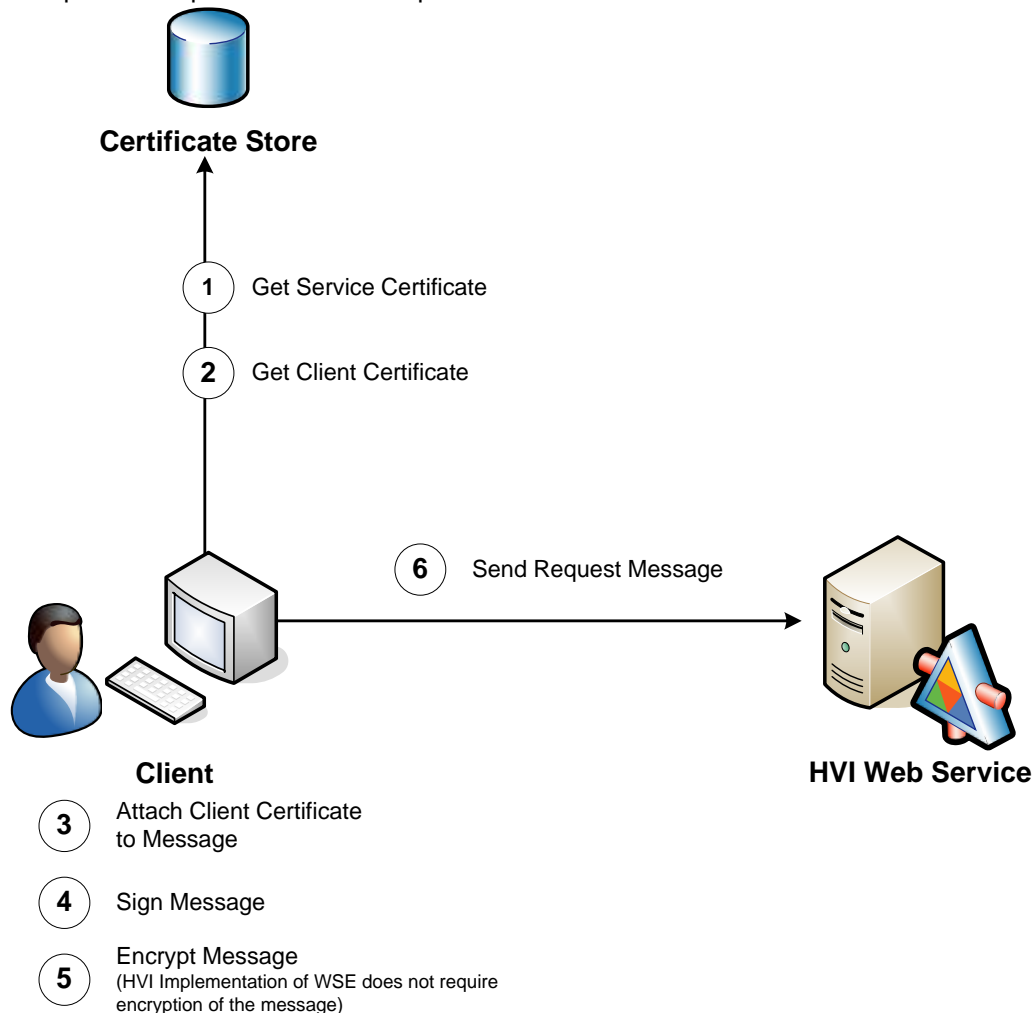 Certificate Store
1 Get Service Certificate
2 Get Client Certificate
6 Send Request Message
Client
HVI Web Service
3 Attach Client Certificate
to Message
4 Sign Message
5 Encrypt Message
(HVI Implementation of WSE does not require
encryption of the message)